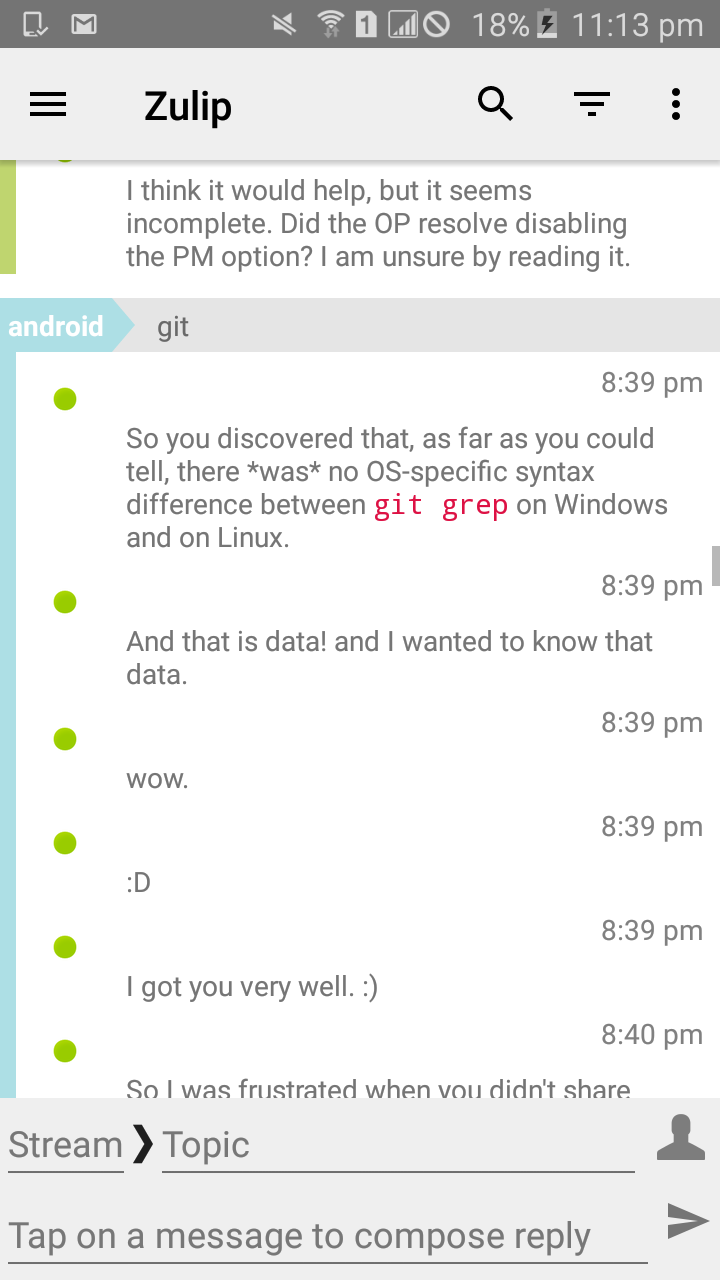 1 18% 11:13 pm
Zulip
I think it would help, but it seems
incomplete. Did the OP resolve disabling
the PM option? I am unsure by reading it.
android git
8:39 pm
So you discovered that, as far as you could
tell, there *was* no OS-specific syntax
difference between git grep on Windows
and on Linux.
8:39 pm
And that is data! and I wanted to know that
data.
8:39 pm
wow.
8:39 pm
:D
8:39 pm
I got you very well. :)
8:40 pm
So I was frustrated when you didn't share
Stream ❯ Topic
Tap on a message to compose reply